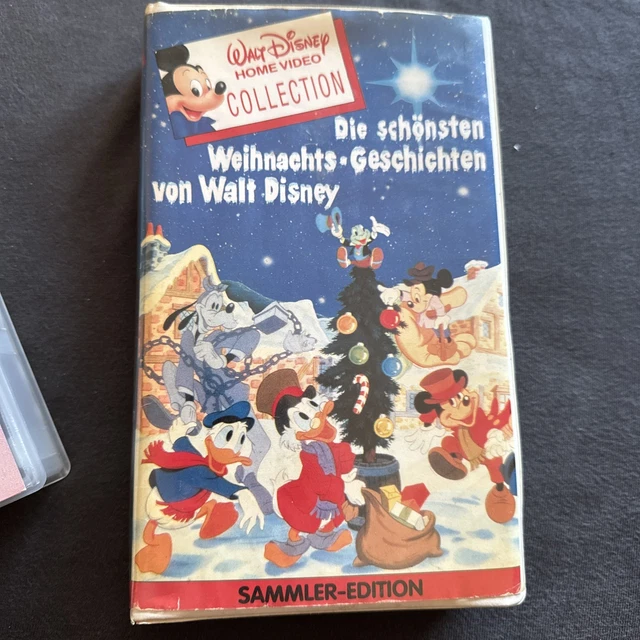 WALT DISNEY
HOME VIDEO
COLLECTION
Die schönsten
Weihnachts-Geschichten
von Walt Disney
SAMMLER-EDITION